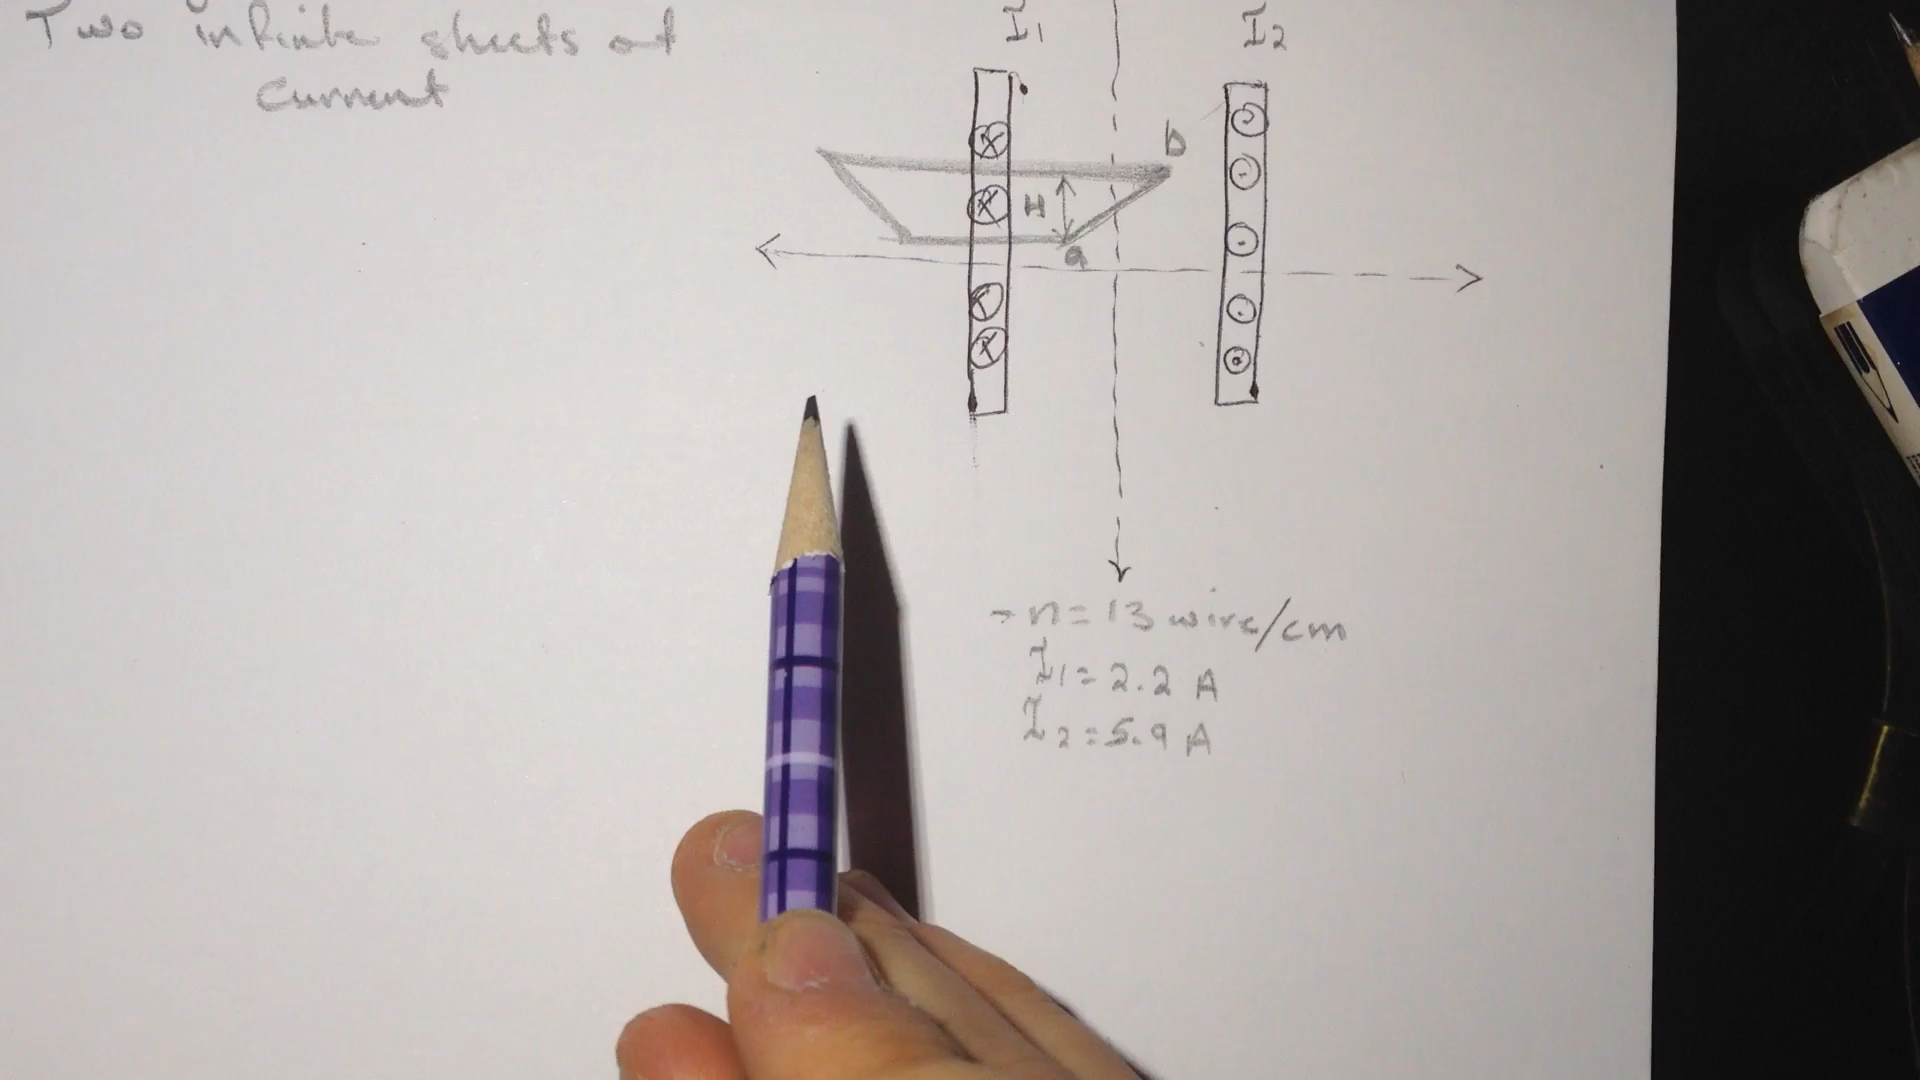 Two infinite sheets of
current
I1
I2
b
H
a
→ n = 13 wire/cm
I1 = 2.2 A
I2 = 5.9 A